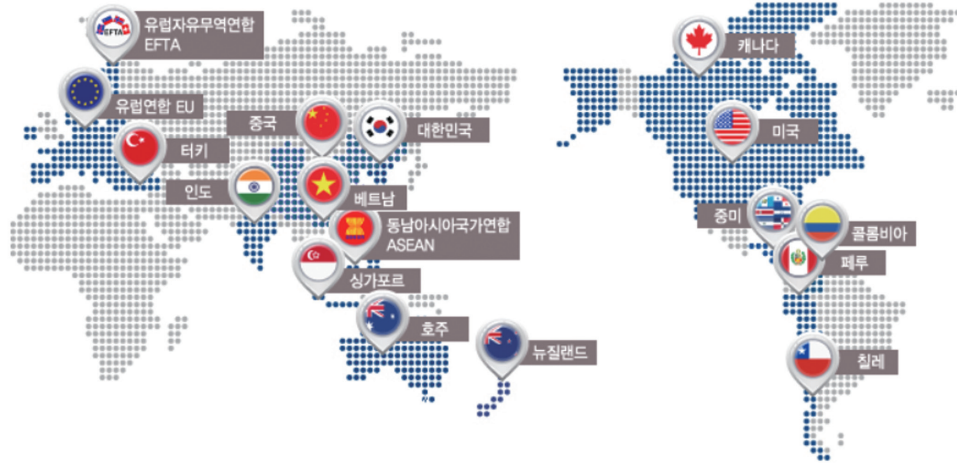 유럽자유무역연합
EFTA
EFTA
유럽연합 EU
터키
중국
대한민국
인도
베트남
동남아시아국가연합
ASEAN
싱가포르
호주
뉴질랜드
캐나다
미국
중미
콜롬비아
페루
칠레